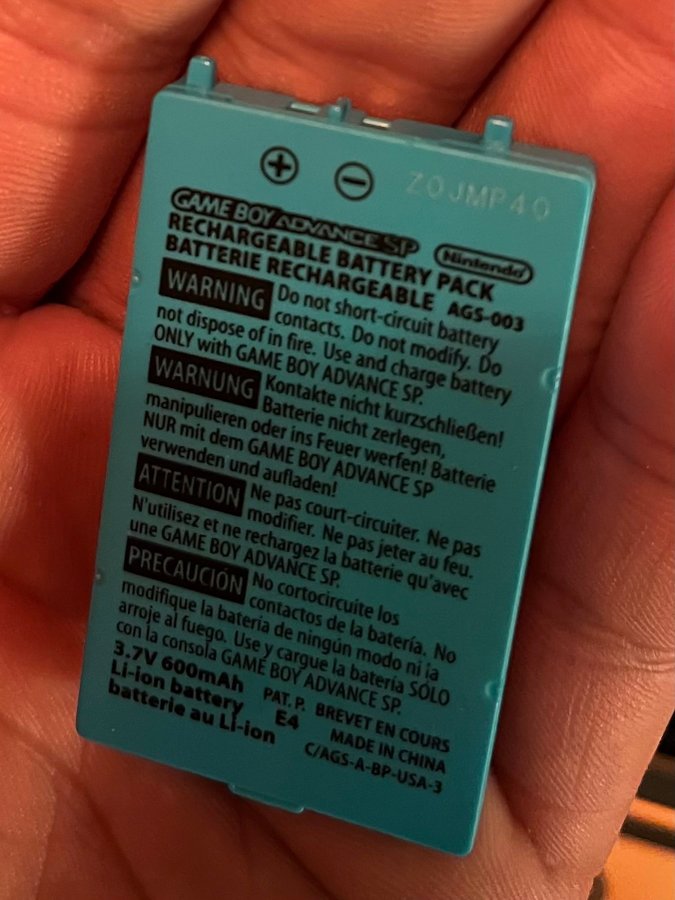 + − ZOJMP40
GAME BOY ADVANCE SP
RECHARGEABLE BATTERY PACK Nintendo
BATTERIE RECHARGEABLE AGS-003
WARNING Do not short-circuit battery
contacts. Do not modify. Do
not dispose of in fire. Use and charge battery
ONLY with GAME BOY ADVANCE SP.
WARNUNG Kontakte nicht kurzschließen!
Batterie nicht zerlegen,
manipulieren oder ins Feuer werfen! Batterie
NUR mit dem GAME BOY ADVANCE SP
verwenden und aufladen!
ATTENTION Ne pas court-circuiter. Ne pas
modifier. Ne pas jeter au feu.
N'utilisez et ne rechargez la batterie qu'avec
une GAME BOY ADVANCE SP.
PRECAUCIÓN No cortocircuite los
contactos de la batería. No
modifique la batería de ningún modo ni la
arroje al fuego. Use y cargue la batería SÓLO
con la consola GAME BOY ADVANCE SP.
3.7V 600mAh PAT. P. BREVET EN COURS
Li-ion battery E4 MADE IN CHINA
batterie au Li-ion C/AGS-A-BP-USA-3